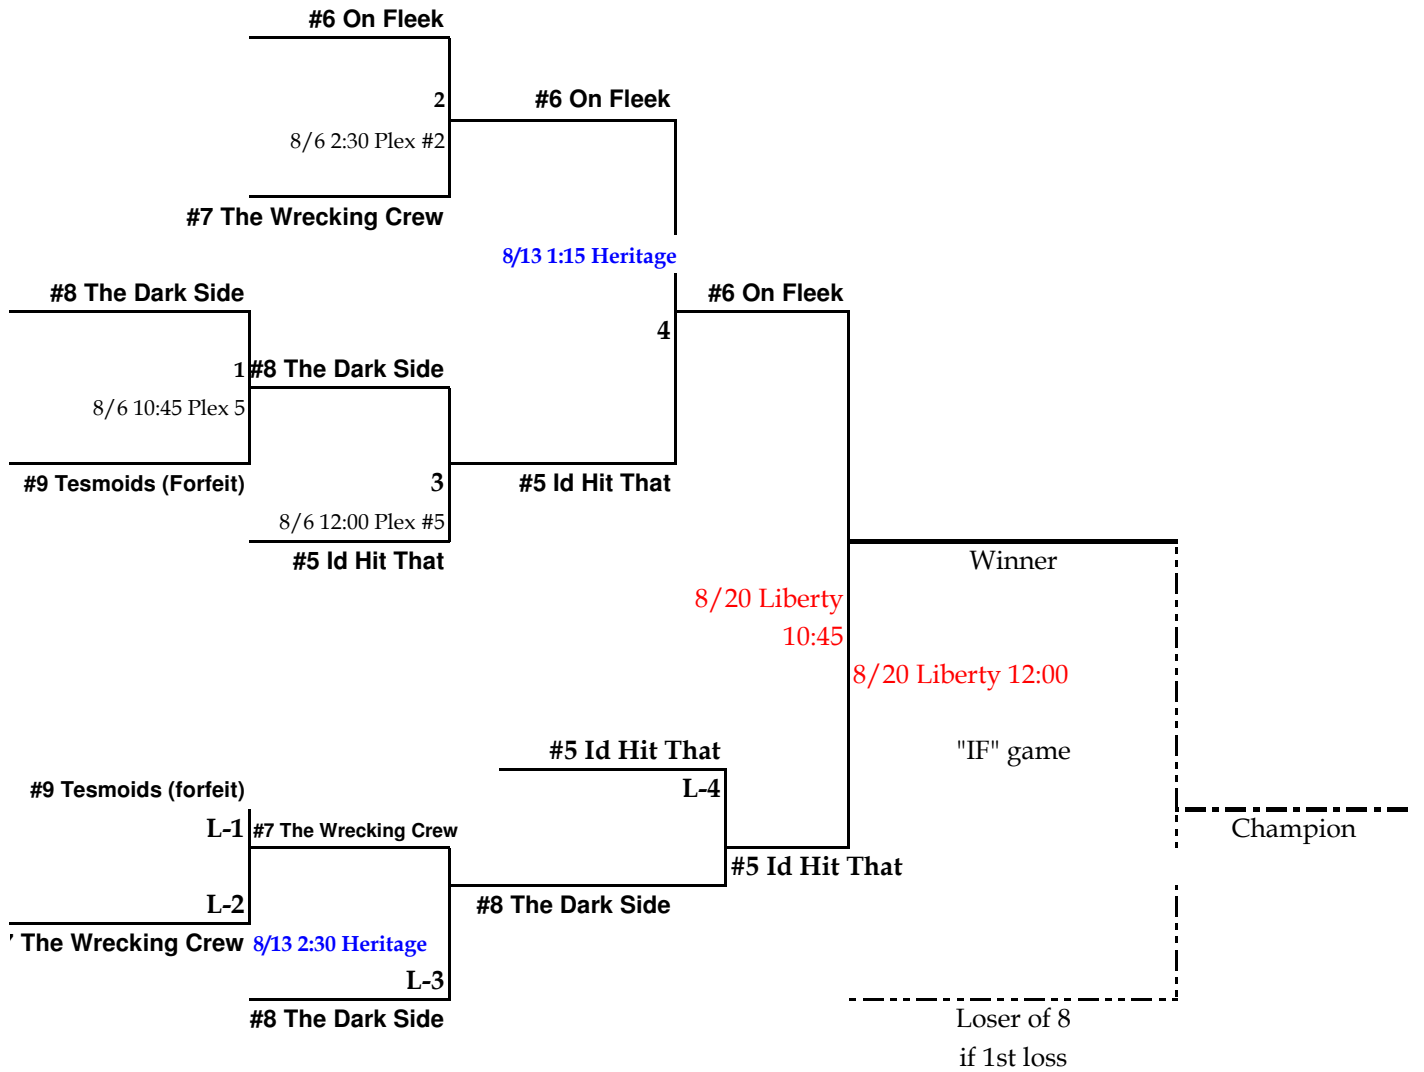 #6 On Fleek
2
#6 On Fleek
8/6 2:30 Plex #2
#7 The Wrecking Crew
8/13 1:15 Heritage
#8 The Dark Side
#6 On Fleek
4
1
#8 The Dark Side
8/6 10:45 Plex 5
#9 Tesmoids (Forfeit)
3
#5 Id Hit That
8/6 12:00 Plex #5
#5 Id Hit That
Winner
8/20 Liberty
10:45
8/20 Liberty 12:00
#5 Id Hit That
"IF" game
#9 Tesmoids (forfeit)
L-4
L-1
#7 The Wrecking Crew
Champion
#5 Id Hit That
L-2
#8 The Dark Side
The Wrecking Crew
8/13 2:30 Heritage
L-3
#8 The Dark Side
Loser of 8
if 1st loss